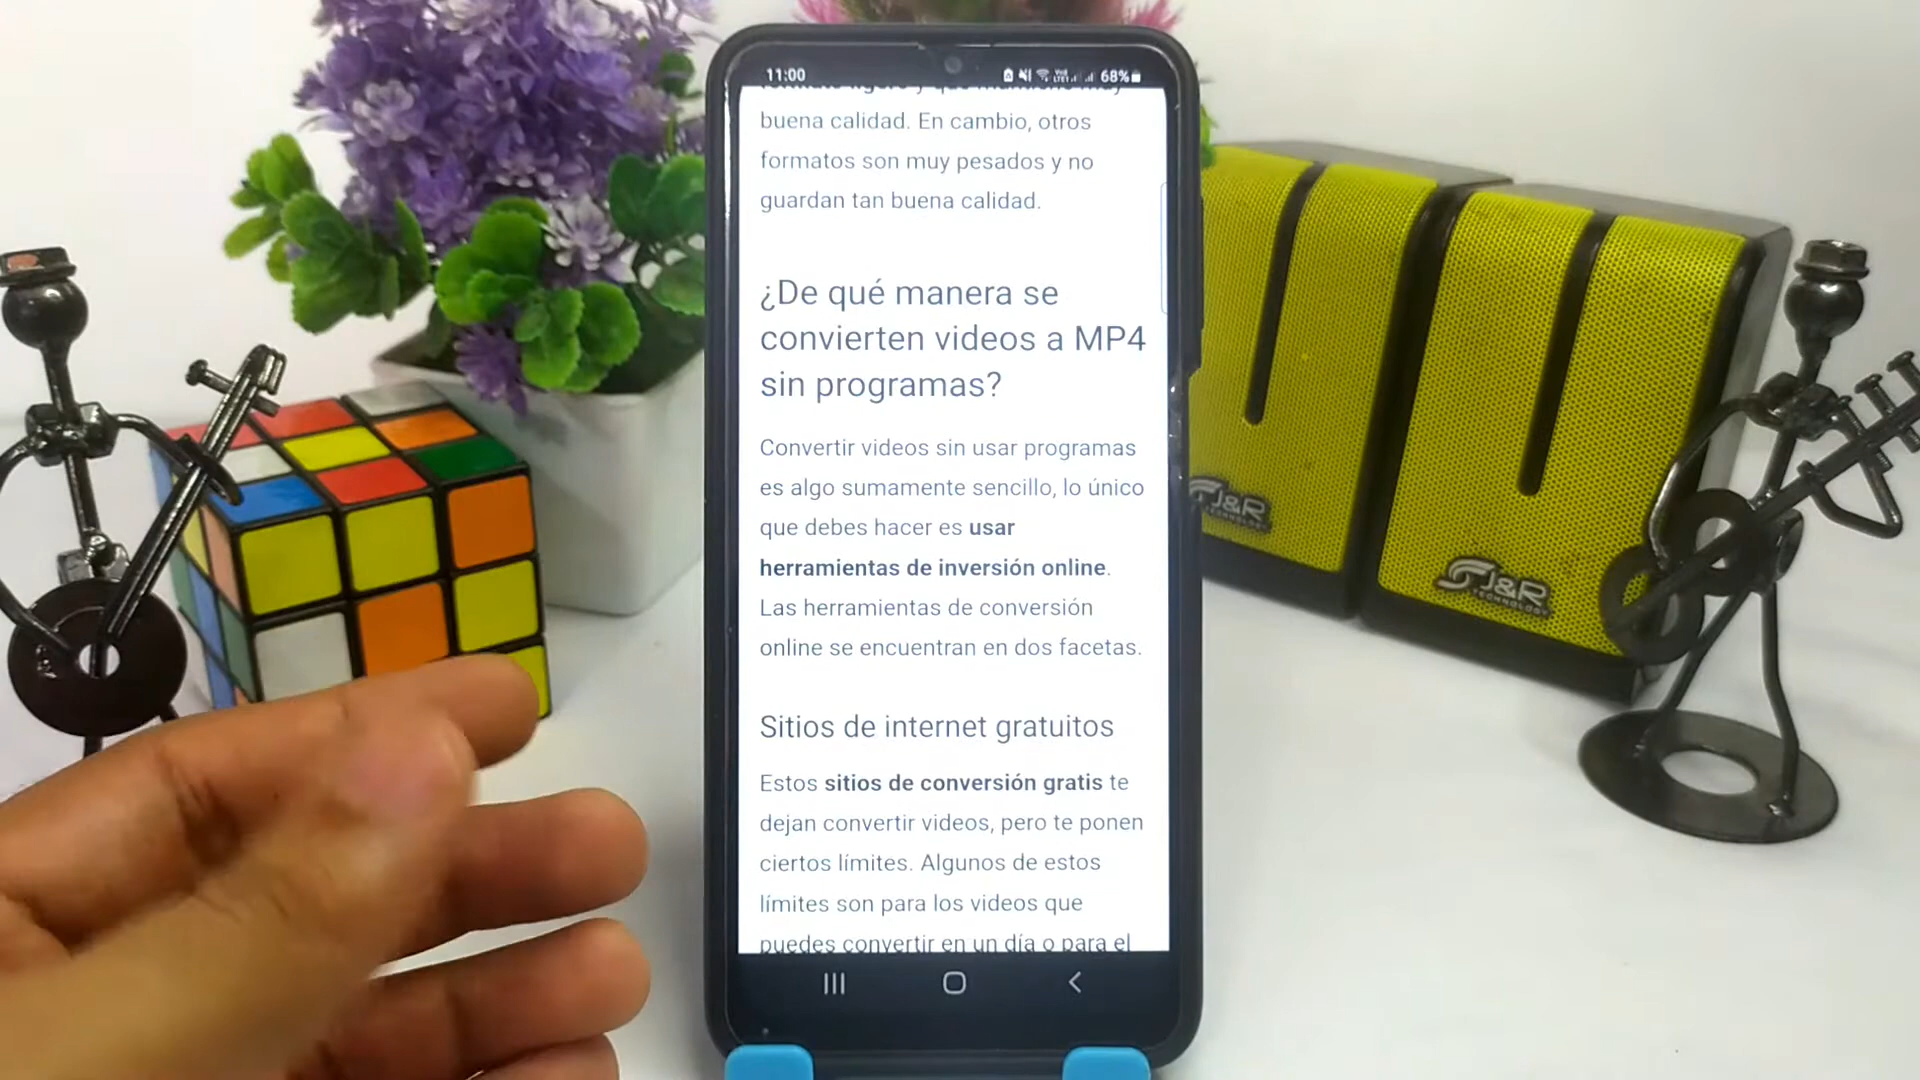 11:00
68%
buena calidad. En cambio, otros
formatos son muy pesados y no
guardan tan buena calidad.
¿De qué manera se
convierten videos a MP4
sin programas?
Convertir videos sin usar programas
es algo sumamente sencillo, lo único
que debes hacer es usar
herramientas de inversión online.
Las herramientas de conversión
online se encuentran en dos facetas.
Sitios de internet gratuitos
Estos sitios de conversión gratis te
dejan convertir videos, pero te ponen
ciertos límites. Algunos de estos
límites son para los videos que
puedes convertir en un día o para el
J&R
TECHNOLOGY
J&R
TECHNOLOGY